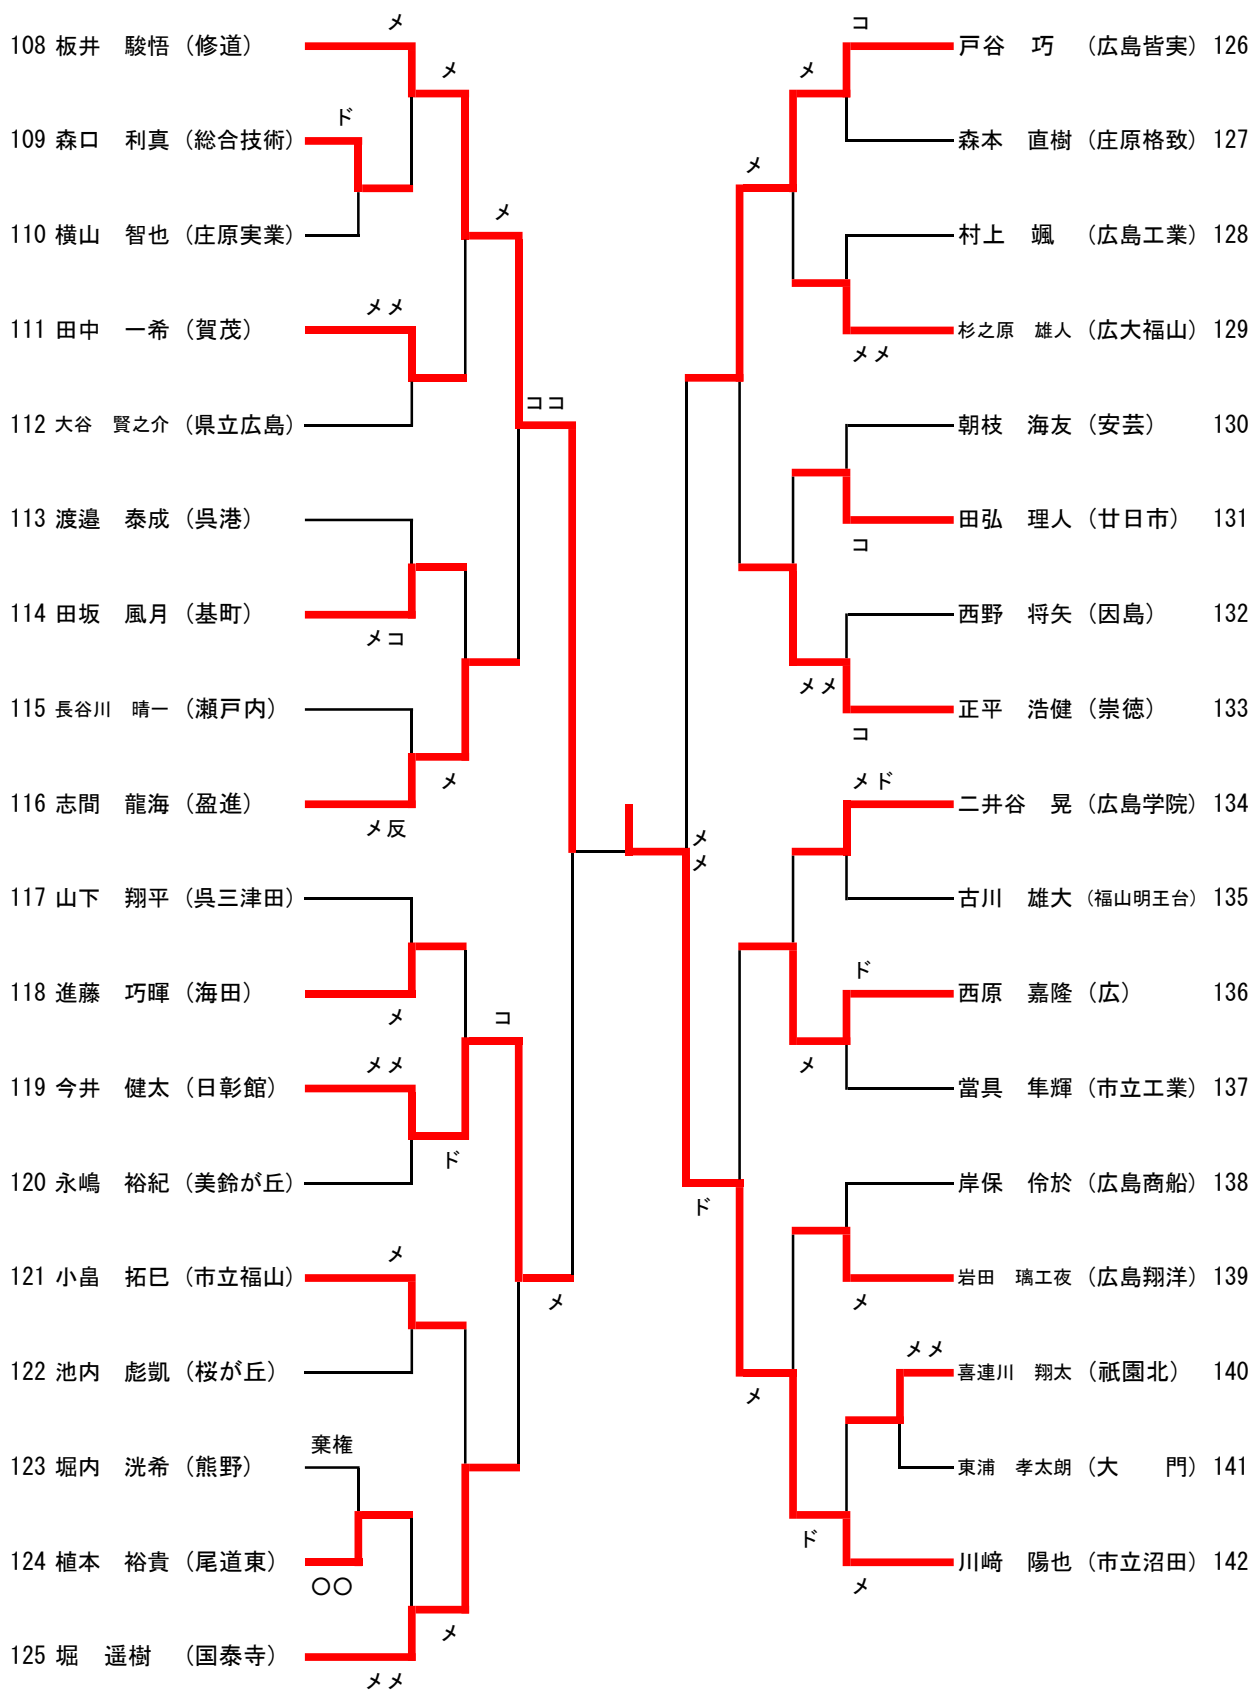 メ
108 板井　駿悟（修道）
メ
ド
109 森口　利真（総合技術）
110 横山　智也（庄原実業）
メ
メメ
111 田中　一希（賀茂）
112 大谷　賢之介（県立広島）
ココ
113 渡邉　泰成（呉港）
114 田坂　風月（基町）
メコ
115 長谷川　晴一（瀬戸内）
メ
116 志間　龍海（盈進）
メ反
117 山下　翔平（呉三津田）
118 進藤　巧暉（海田）
メ
コ
メメ
119 今井　健太（日彰館）
ド
120 永嶋　裕紀（美鈴が丘）
メ
121 小畠　拓巳（市立福山）
メ
122 池内　彪凱（桜が丘）
棄権
123 堀内　洸希（熊野）
124 植本　裕貴（尾道東）
〇〇
メ
125 堀　遥樹　（国泰寺）
メメ
コ
戸谷　巧　（広島皆実）126
メ
森本　直樹（庄原格致）127
メ
村上　颯　（広島工業）128
杉之原　雄人（広大福山）129
メメ
朝枝　海友（安芸）　130
田弘　理人（廿日市）131
コ
西野　将矢（因島）　132
メメ
正平　浩健（崇徳）　133
コ
メド
二井谷　晃（広島学院）134
メ
メ
古川　雄大（福山明王台）135
ド
西原　嘉隆（広）　136
メ
當具　隼輝（市立工業）137
岸保　伶於（広島商船）138
ド
岩田　璃工夜（広島翔洋）139
メ
メメ
喜連川　翔太（祇園北）140
メ
東浦　孝太朗（大　　門）141
ド
川﨑　陽也（市立沼田）142
メ